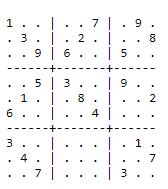 1 . . | . . 7 | . 9 .
. 3 . | . 2 . | . . 8
. . 9 | 6 . . | 5 . .
------+-------+------
. . 5 | 3 . . | 9 . .
. 1 . | . 8 . | . . 2
6 . . | . . 4 | . . .
------+-------+------
3 . . | . . . | . 1 .
. 4 . | . . . | . . 7
. . 7 | . . . | 3 . .